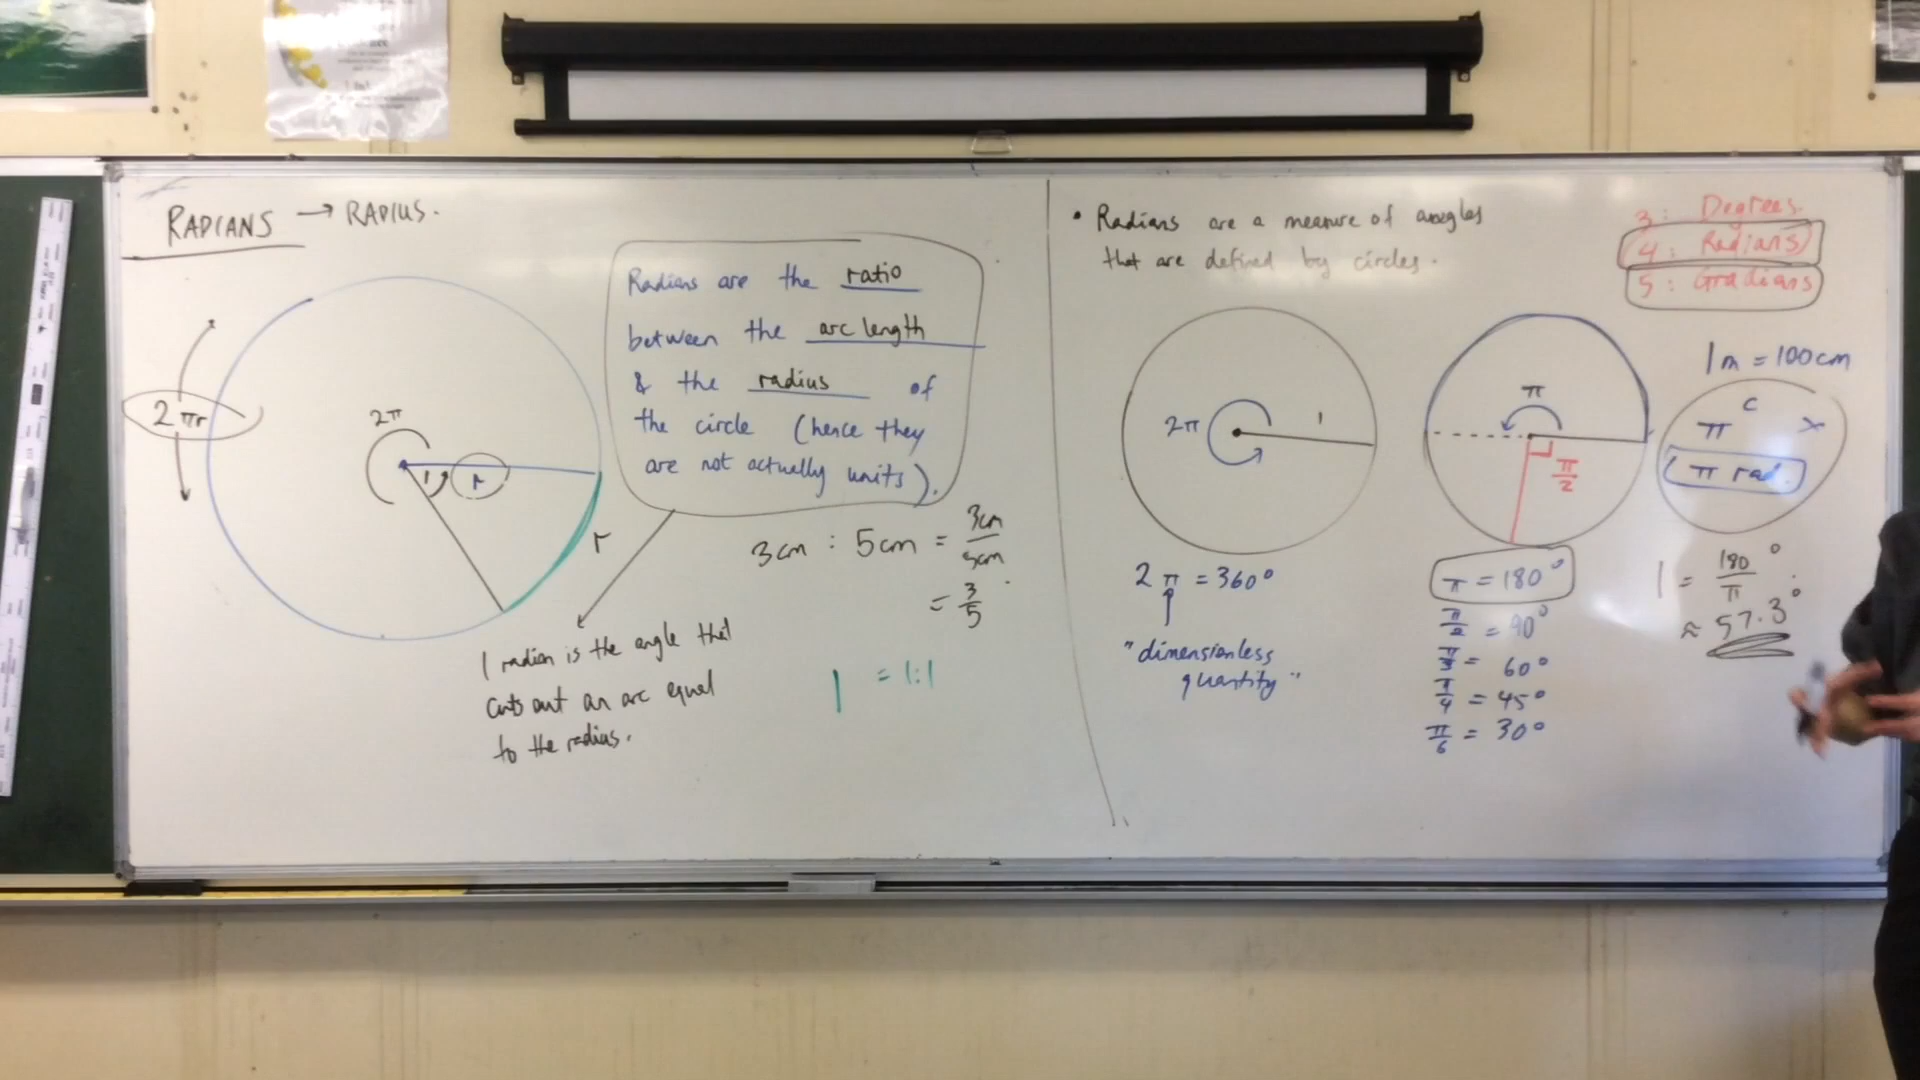 RADIANS → RADIUS.
2πr
2π
1
r
r
Radians are the ratio
between the arc length
& the radius of
the circle (hence they
are not actually units).
3cm : 5cm = 3cm/5cm
= 3/5
1 radian is the angle that
cuts out an arc equal
to the radius.
1 = 1:1
• Radians are a measure of angles
that are defined by circles.
3: Degrees.
4: Radians
5: Gradians
2π
1
2π = 360°
"dimensionless
quantity"
π
π/2
π = 180°
π/2 = 90°
π/3 = 60°
π/4 = 45°
π/6 = 30°
1m = 100cm
πᶜ ×
π rad.
1 = 180°/π
≈ 57.3°